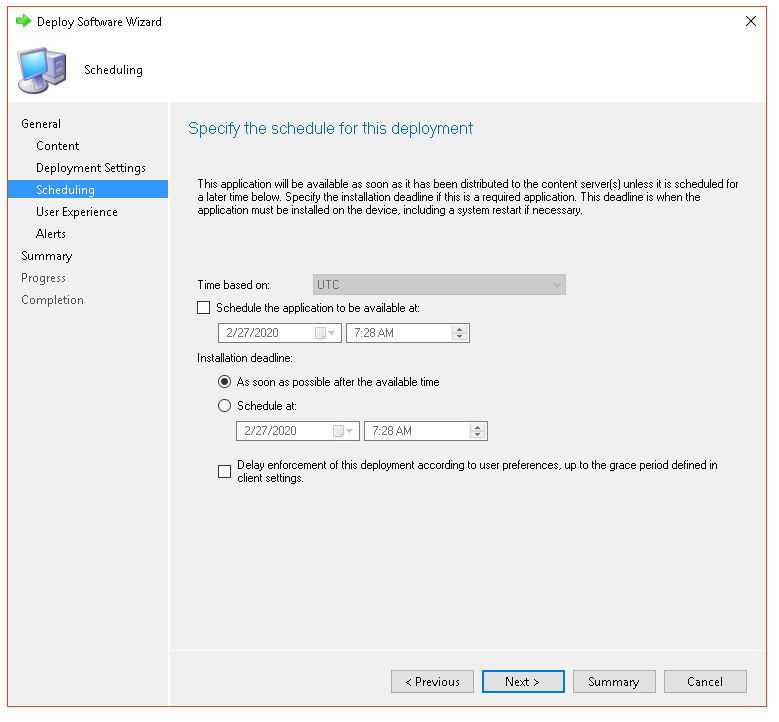 Deploy Software Wizard
Scheduling
General
Content
Deployment Settings
Scheduling
User Experience
Alerts
Summary
Progress
Completion
Specify the schedule for this deployment
This application will be available as soon as it has been distributed to the content server(s) unless it is scheduled for
a later time below. Specify the installation deadline if this is a required application. This deadline is when the
application must be installed on the device, including a system restart if necessary.
Time based on: UTC
Schedule the application to be available at:
2/27/2020 7:28 AM
Installation deadline:
As soon as possible after the available time
Schedule at:
2/27/2020 7:28 AM
Delay enforcement of this deployment according to user preferences, up to the grace period defined in
client settings.
< Previous Next > Summary Cancel